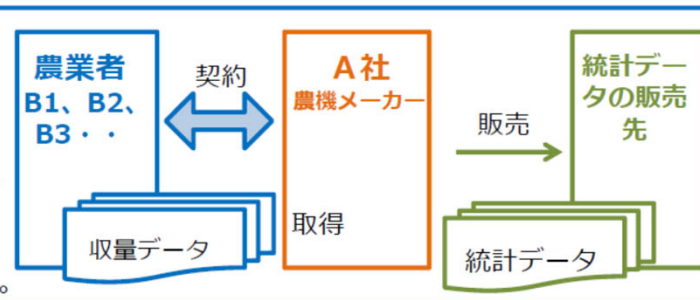 農業者
B1、B2、
B3・・
契約
A社
農機メーカー
販売
統計デー
タの販売
先
収量データ
取得
統計データ
。